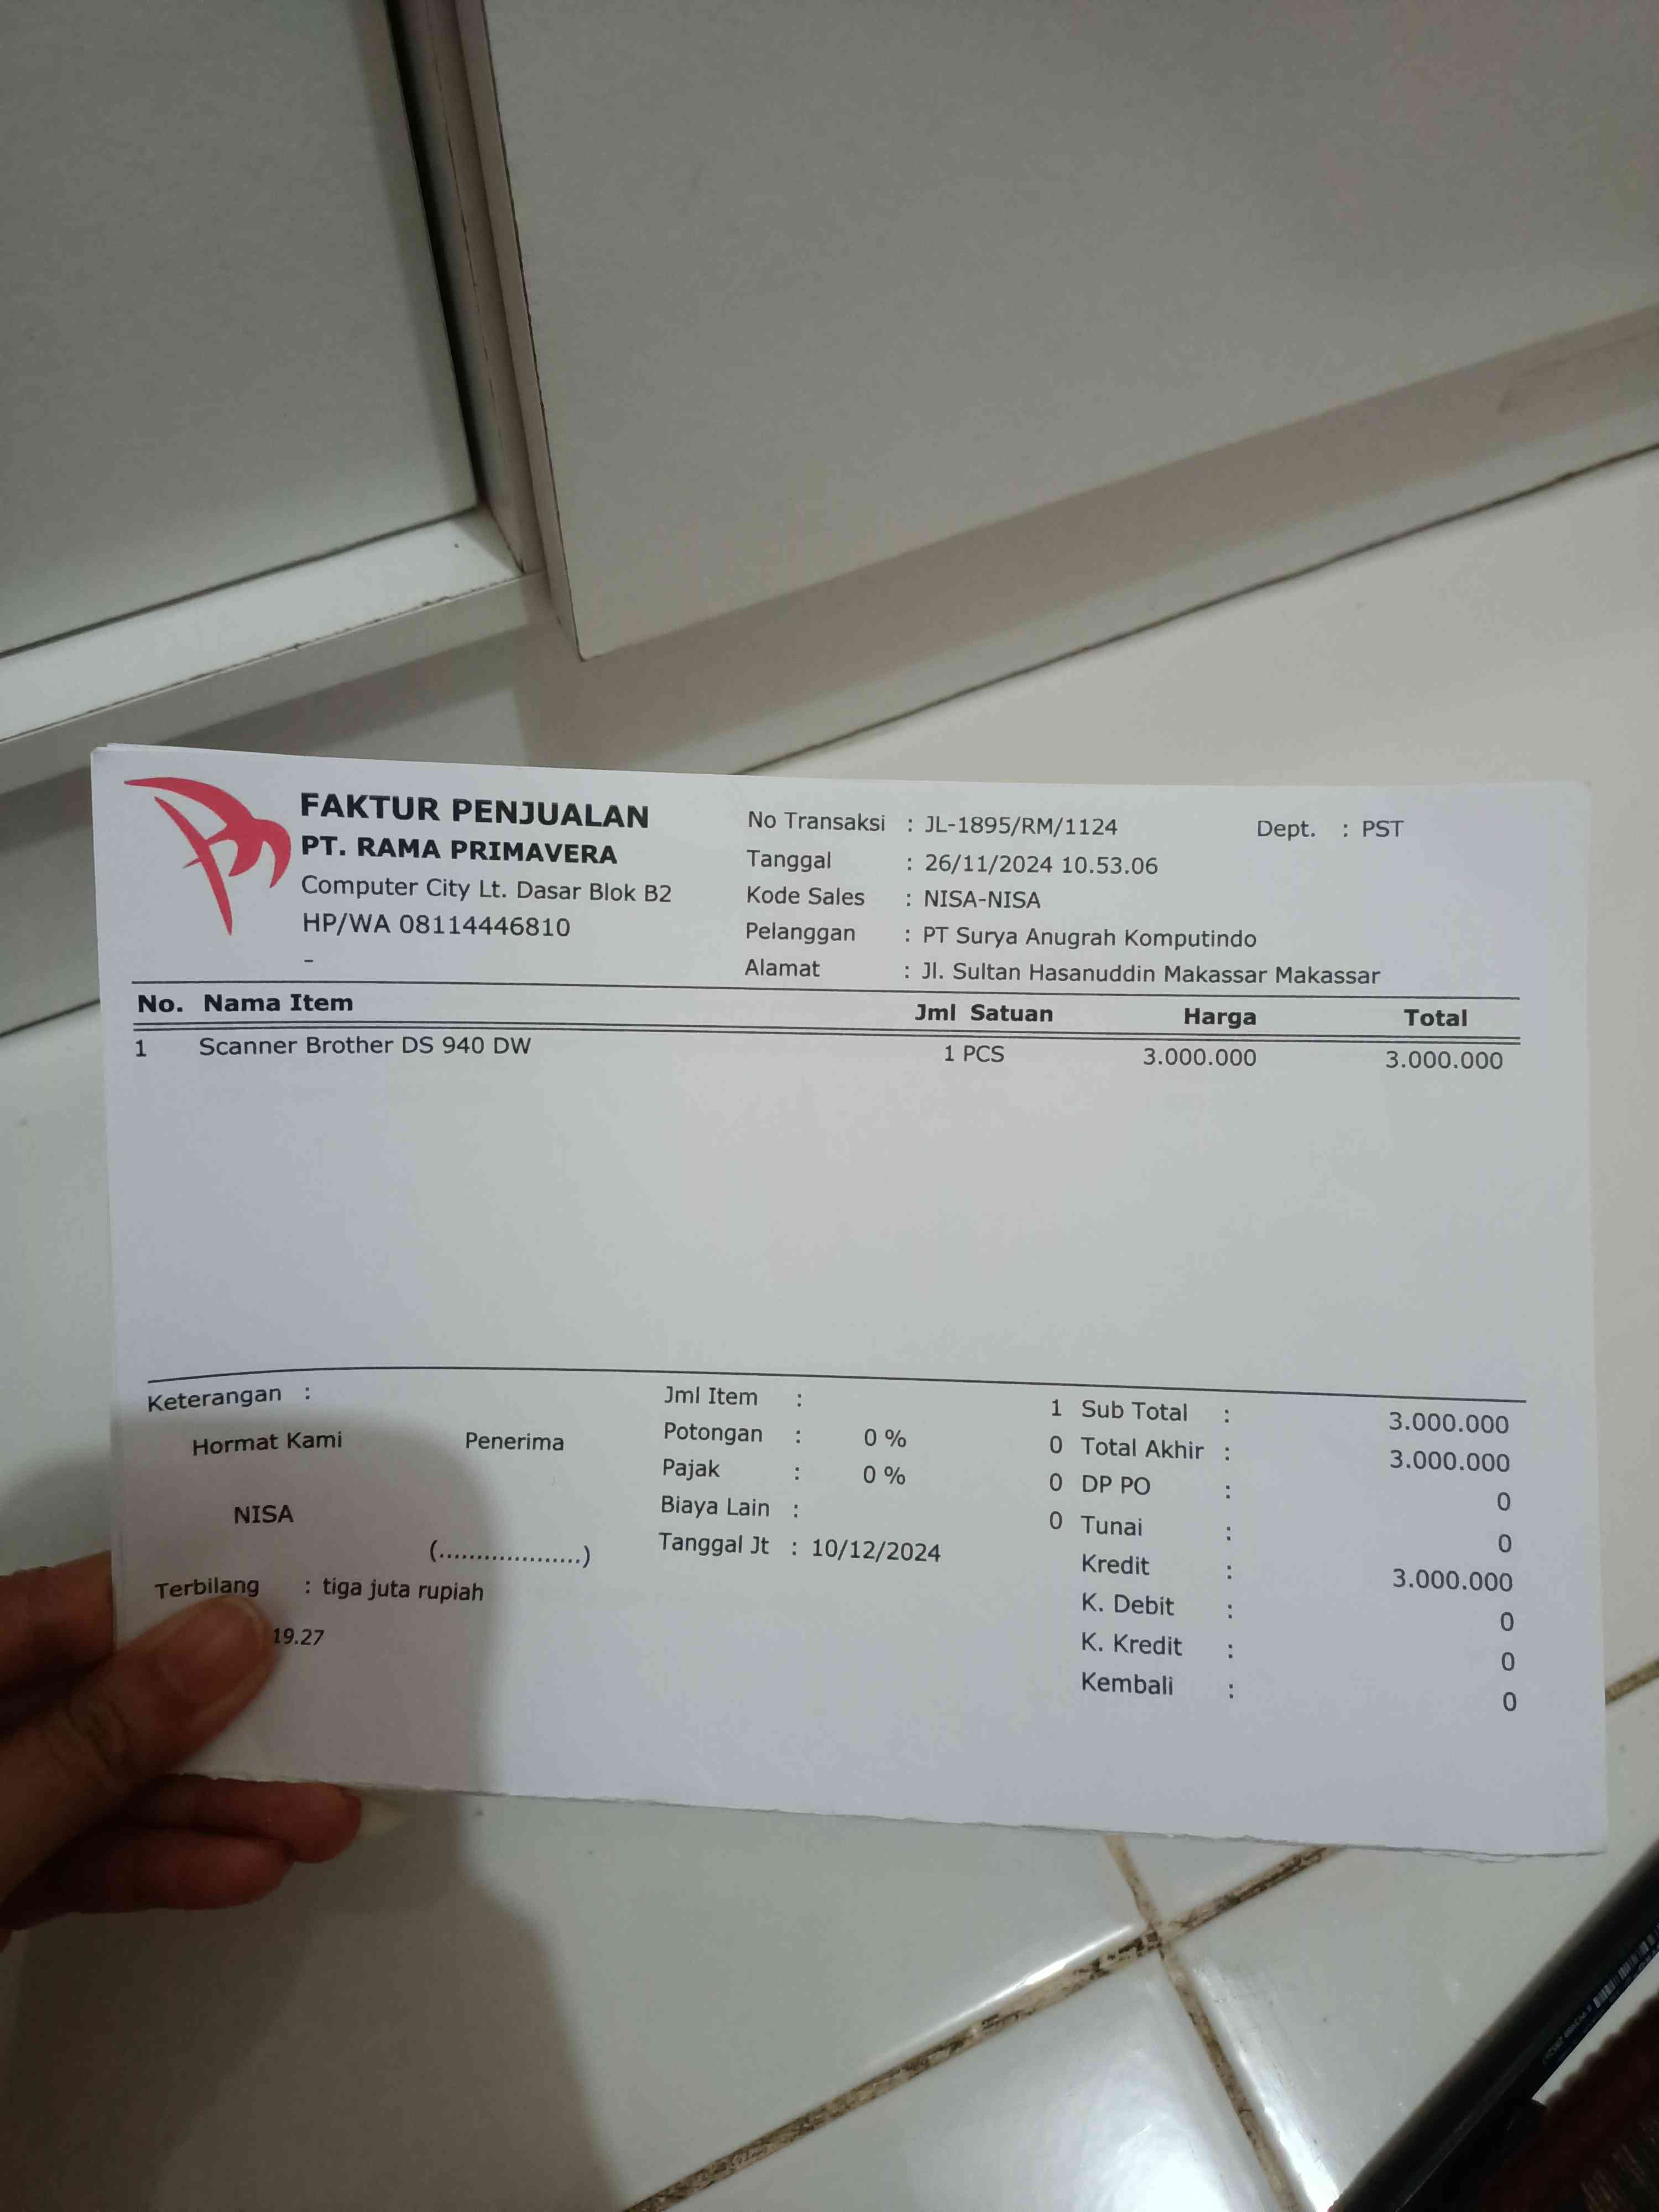 FAKTUR PENJUALAN
PT. RAMA PRIMAVERA
Computer City Lt. Dasar Blok B2
HP/WA 08114446810
-
No Transaksi : JL-1895/RM/1124 Dept. : PST
Tanggal : 26/11/2024 10.53.06
Kode Sales : NISA-NISA
Pelanggan : PT Surya Anugrah Komputindo
Alamat : Jl. Sultan Hasanuddin Makassar Makassar
No. Nama Item Jml Satuan Harga Total
1 Scanner Brother DS 940 DW 1 PCS 3.000.000 3.000.000
Keterangan :
Hormat Kami Penerima
NISA
(...................)
Terbilang : tiga juta rupiah
19.27
Jml Item : 1
Potongan : 0 % 0
Pajak : 0 % 0
Biaya Lain : 0
Tanggal Jt : 10/12/2024
Sub Total : 3.000.000
Total Akhir : 3.000.000
DP PO : 0
Tunai : 0
Kredit : 3.000.000
K. Debit : 0
K. Kredit : 0
Kembali : 0